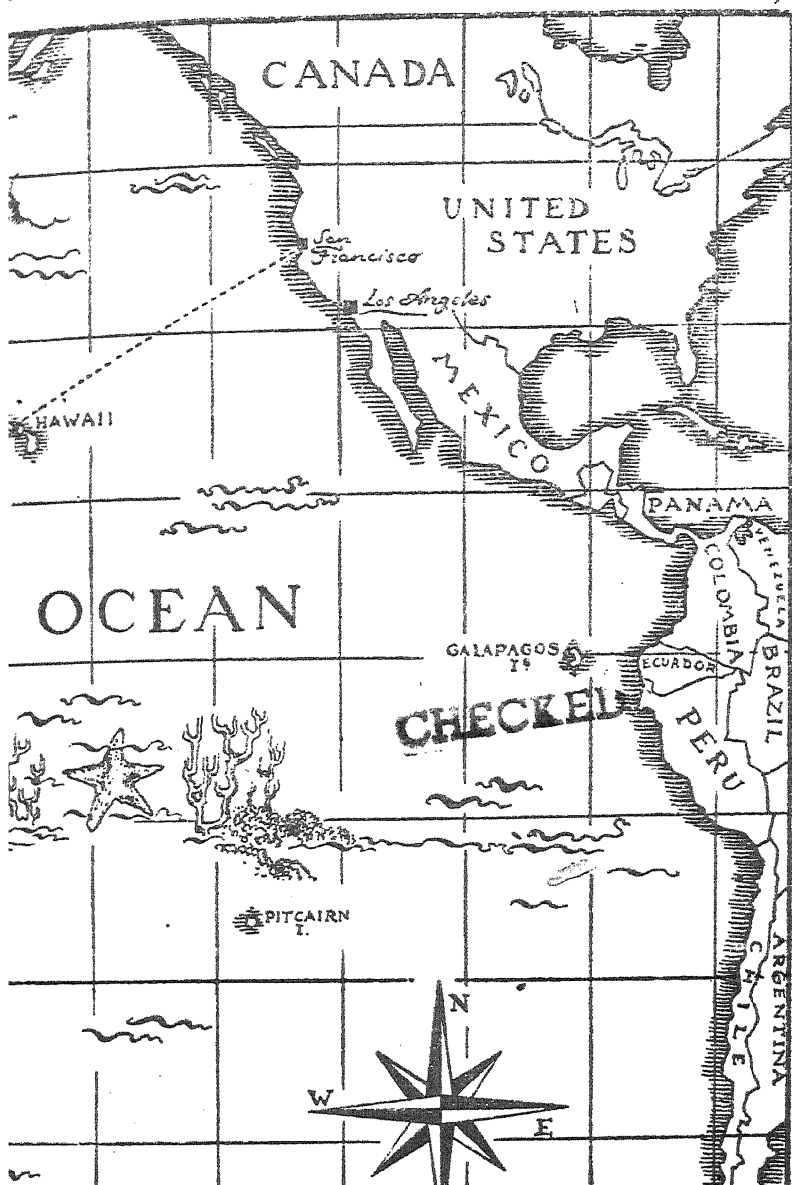 CANADA
UNITED
STATES
San
Francisco
Los Angeles
MEXICO
HAWAII
PANAMA
VENEZUELA
COLOMBIA
OCEAN
GALAPAGOS
Is
ECUADOR
BRAZIL
CHECKED
PERU
PITCAIRN
I.
CHILE
ARGENTINA
N
W
E